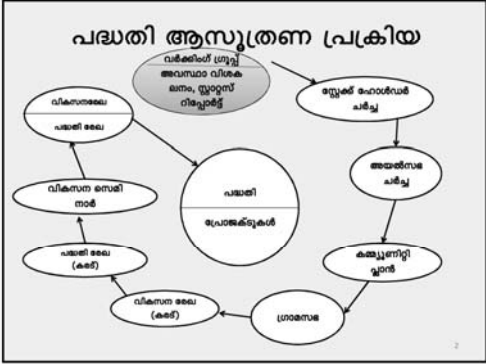 പദ്ധതി ആസൂത്രണ പ്രക്രിയ
വർക്കിംഗ് ഗ്രൂപ്പ്
അവസ്ഥാ വിശക
ലനം, സ്റ്റാറ്റസ്
റിപ്പോർട്ട്
സ്റ്റേക്ക് ഹോൾഡർ
ചർച്ച
അയൽസഭ
ചർച്ച
കമ്മ്യൂണിറ്റി
പ്ലാൻ
ഗ്രാമസഭ
വികസന രേഖ
(കരട്)
പദ്ധതി രേഖ
(കരട്)
വികസന സെമി
നാർ
വികസനരേഖ
പദ്ധതി രേഖ
പദ്ധതി
പ്രോജക്ടുകൾ
2